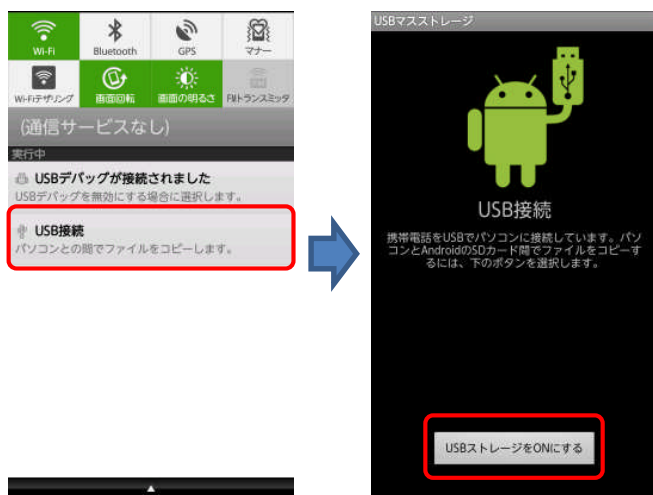 Wi-Fi
Bluetooth
GPS
マナー
Wi-Fiテザリング
画面回転
画面の明るさ
FMトランスミッタ
(通信サービスなし)
実行中
USBデバッグが接続されました
USBデバッグを無効にする場合に選択します。
USB接続
パソコンとの間でファイルをコピーします。
USBマスストレージ
USB接続
携帯電話をUSBでパソコンに接続しています。パソ
コンとAndroidのSDカード間でファイルをコピーす
るには、下のボタンを選択します。
USBストレージをONにする